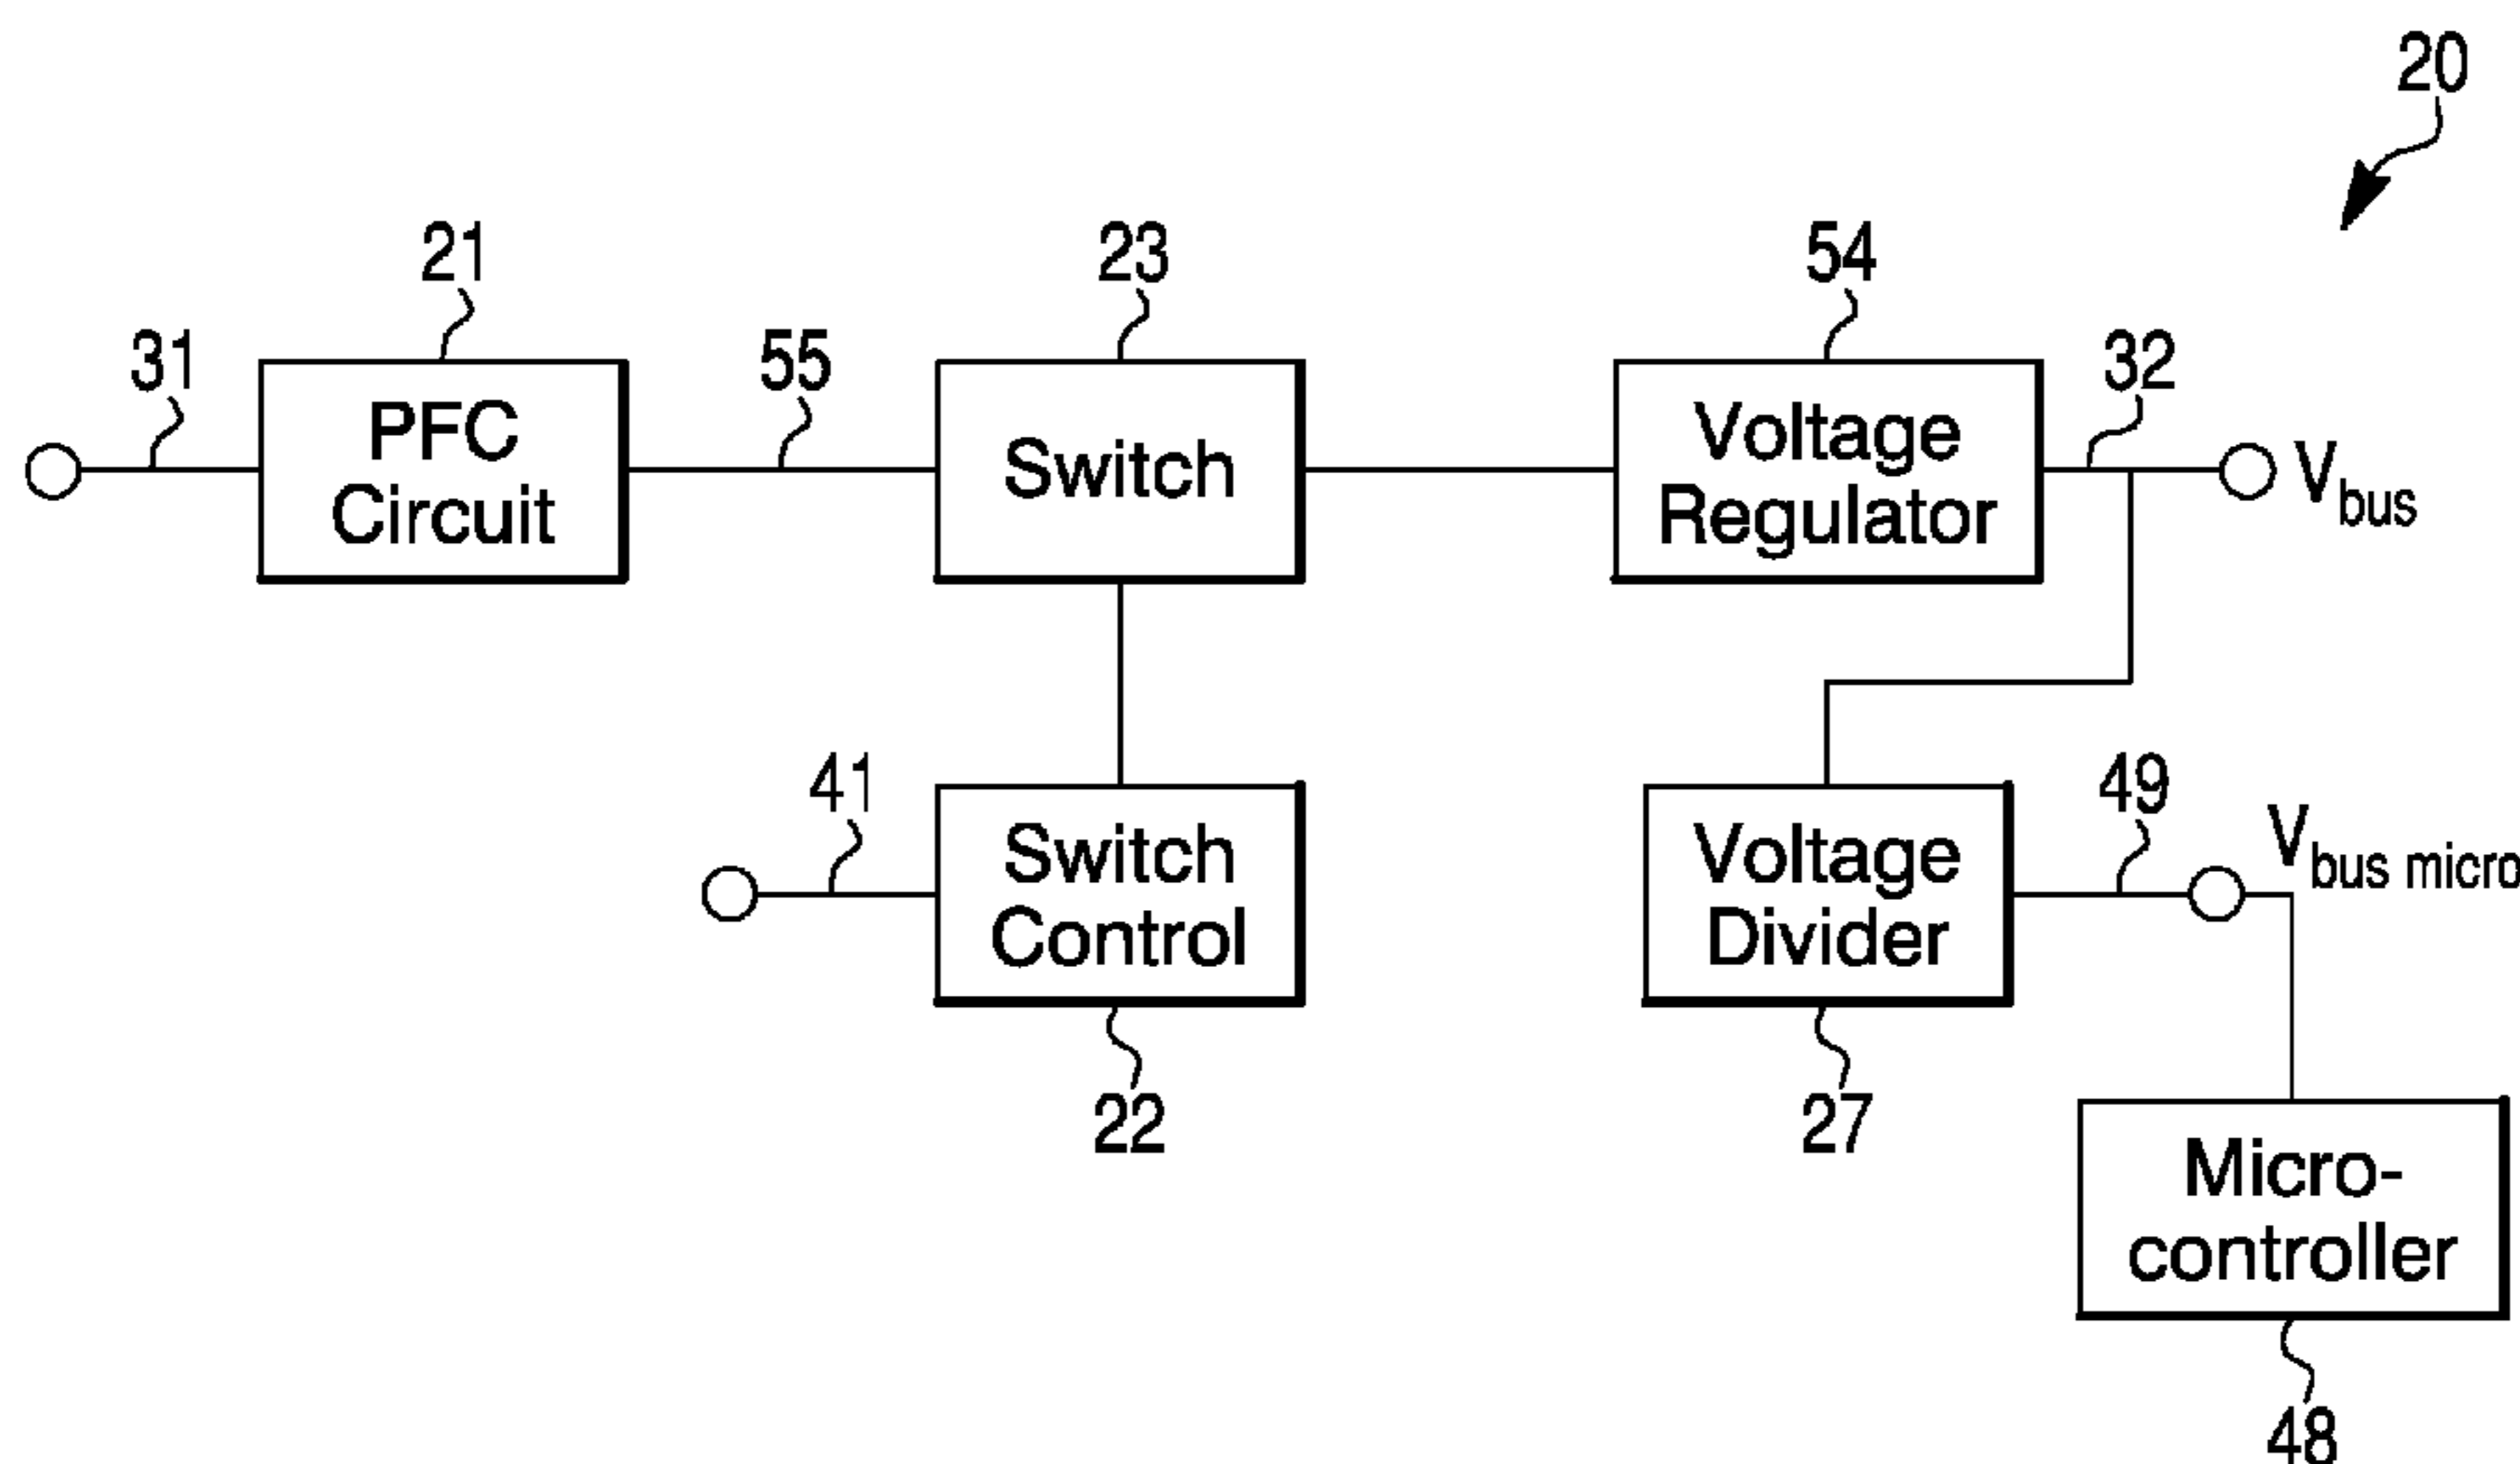 20
21
23
54
31
55
32
PFC
Circuit
Switch
Voltage
Regulator
Vbus
41
49
Switch
Control
Voltage
Divider
Vbus micro
22
27
Micro-
controller
48